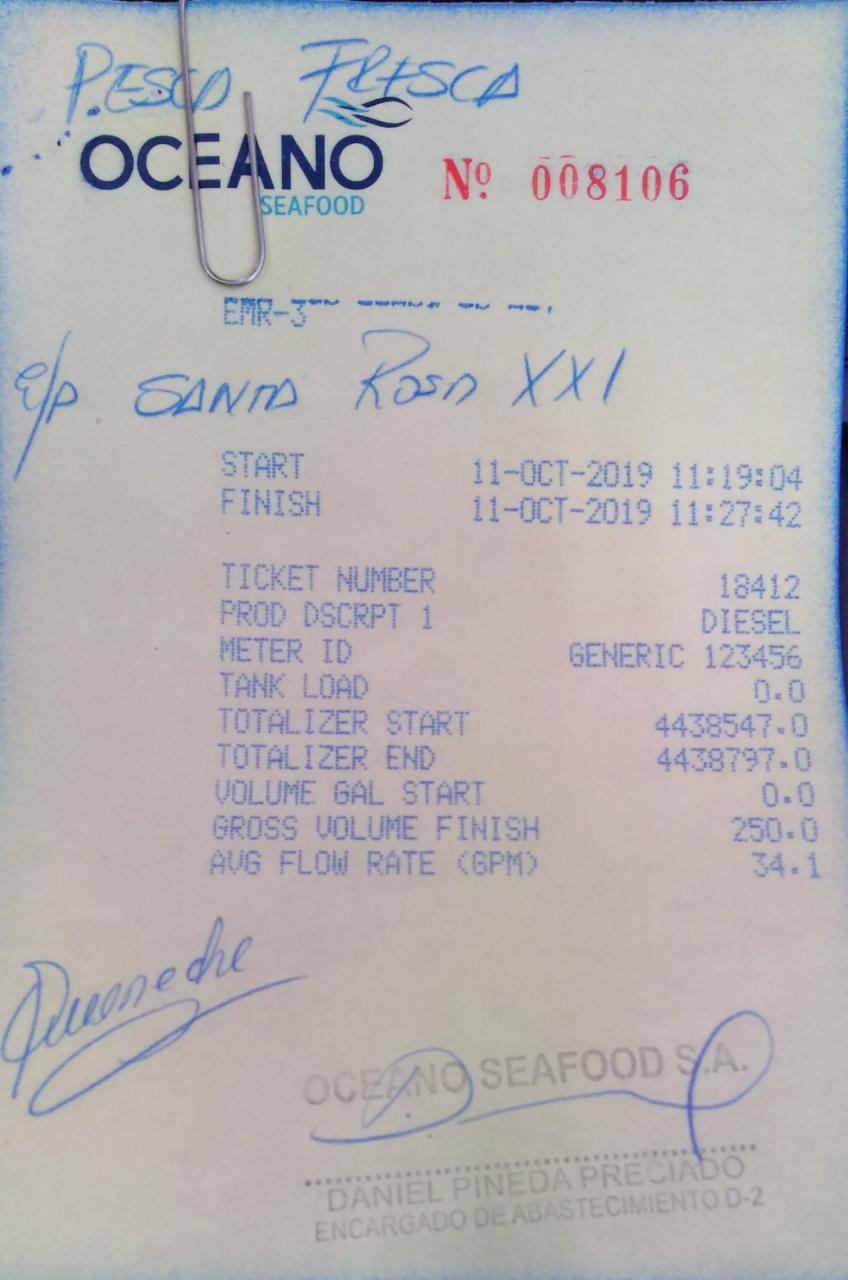 PESCA FRESCA
OCEANO
SEAFOOD
Nº 008106
EMR-3
E/P SANTA ROSA XXI
START 11-OCT-2019 11:19:04
FINISH 11-OCT-2019 11:27:42
TICKET NUMBER 18412
PROD DSCRPT 1 DIESEL
METER ID GENERIC 123456
TANK LOAD 0.0
TOTALIZER START 4438547.0
TOTALIZER END 4438797.0
VOLUME GAL START 0.0
GROSS VOLUME FINISH 250.0
AVG FLOW RATE (GPM) 34.1
OCEANO SEAFOOD S.A.
DANIEL PINEDA PRECIADO
ENCARGADO DE ABASTECIMIENTO D-2